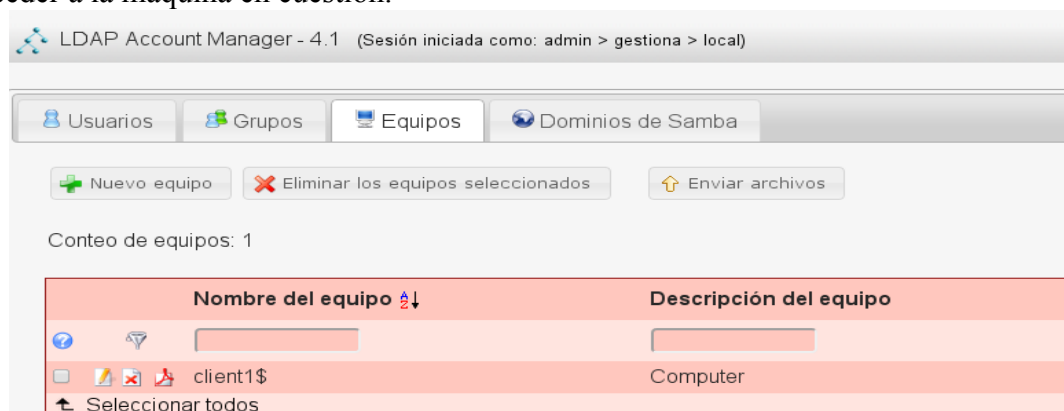 a la máquina en cuestión.
LDAP Account Manager - 4.1 (Sesión iniciada como: admin > gestiona > local)
Usuarios Grupos Equipos Dominios de Samba
Nuevo equipo Eliminar los equipos seleccionados Enviar archivos
Conteo de equipos: 1
Nombre del equipo Descripción del equipo
client1$ Computer
Seleccionar todos